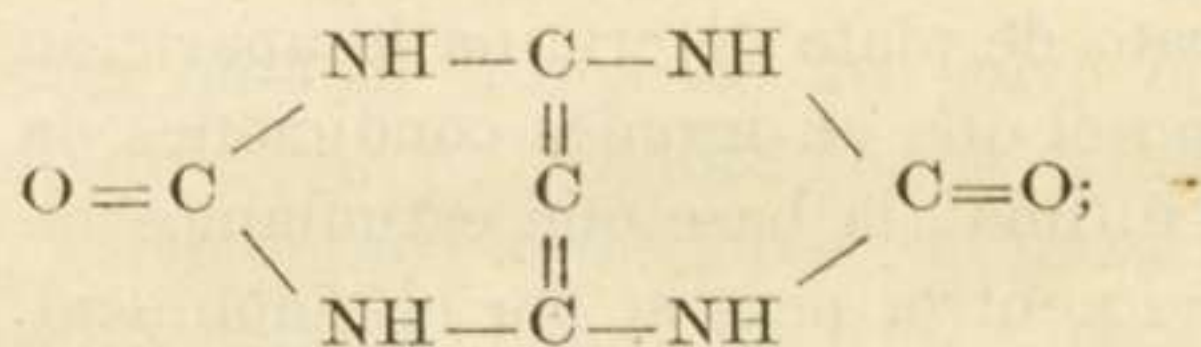 NH — C — NH
O = C C C = O;
NH — C — NH